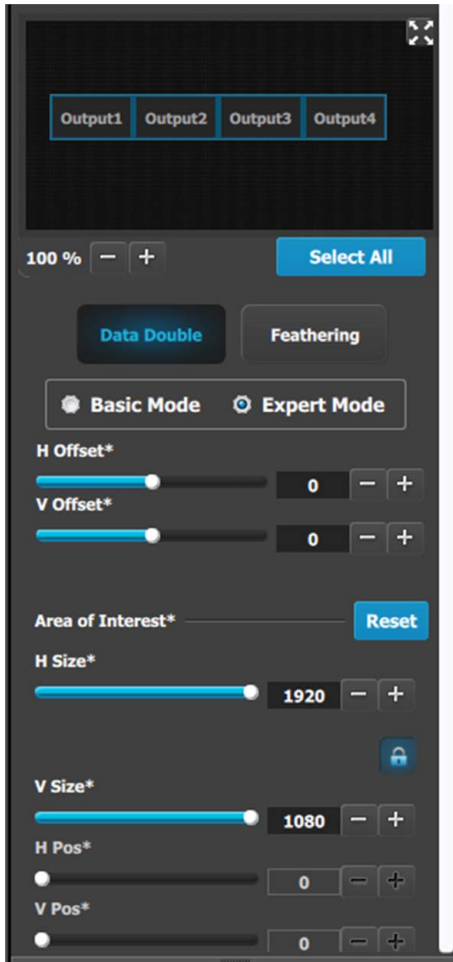 Output1 Output2 Output3 Output4
100 % − + Select All
Data Double Feathering
Basic Mode Expert Mode
H Offset*
0 − +
V Offset*
0 − +
Area of Interest* Reset
H Size*
1920 − +
V Size*
1080 − +
H Pos*
0 − +
V Pos*
0 − +